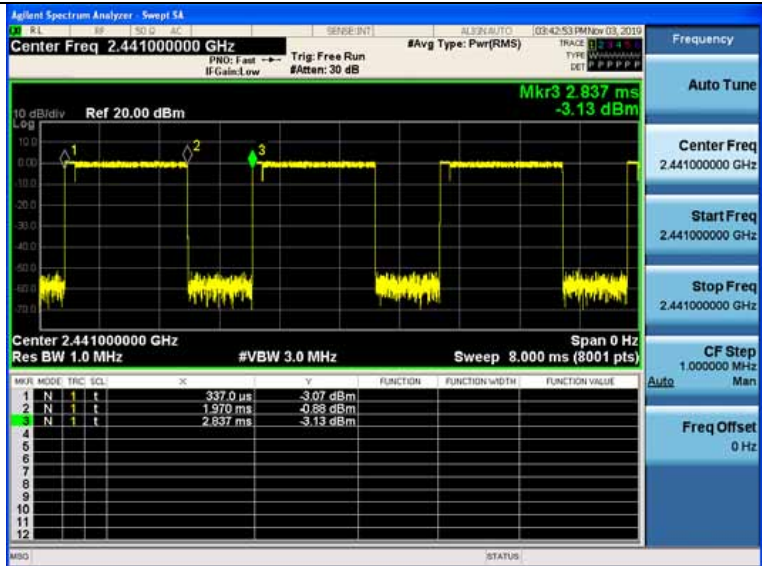 Agilent Spectrum Analyzer - Swept SA
RL RF 50 Ω AC SENSE:INT ALIGN AUTO 03:42:53 PM Nov 03, 2019
Center Freq 2.441000000 GHz #Avg Type: Pwr(RMS) TRACE 1 2 3 4 5 6
PNO: Fast Trig: Free Run TYPE
IFGain:Low #Atten: 30 dB DET P P P P P P
Frequency
Mkr3 2.837 ms
-3.13 dBm
10 dB/div Ref 20.00 dBm
Log
10.0
0.00
-10.0
-20.0
-30.0
-40.0
-50.0
-60.0
-70.0
1
2
3
Center 2.441000000 GHz Span 0 Hz
Res BW 1.0 MHz #VBW 3.0 MHz Sweep 8.000 ms (8001 pts)
MKR MODE TRC SCL X Y FUNCTION FUNCTION WIDTH FUNCTION VALUE
1 N 1 t 337.0 µs -3.07 dBm
2 N 1 t 1.970 ms -0.88 dBm
3 N 1 t 2.837 ms -3.13 dBm
4
5
6
7
8
9
10
11
12
MSG STATUS
Auto Tune
Center Freq
2.441000000 GHz
Start Freq
2.441000000 GHz
Stop Freq
2.441000000 GHz
CF Step
1.000000 MHz
Auto Man
Freq Offset
0 Hz